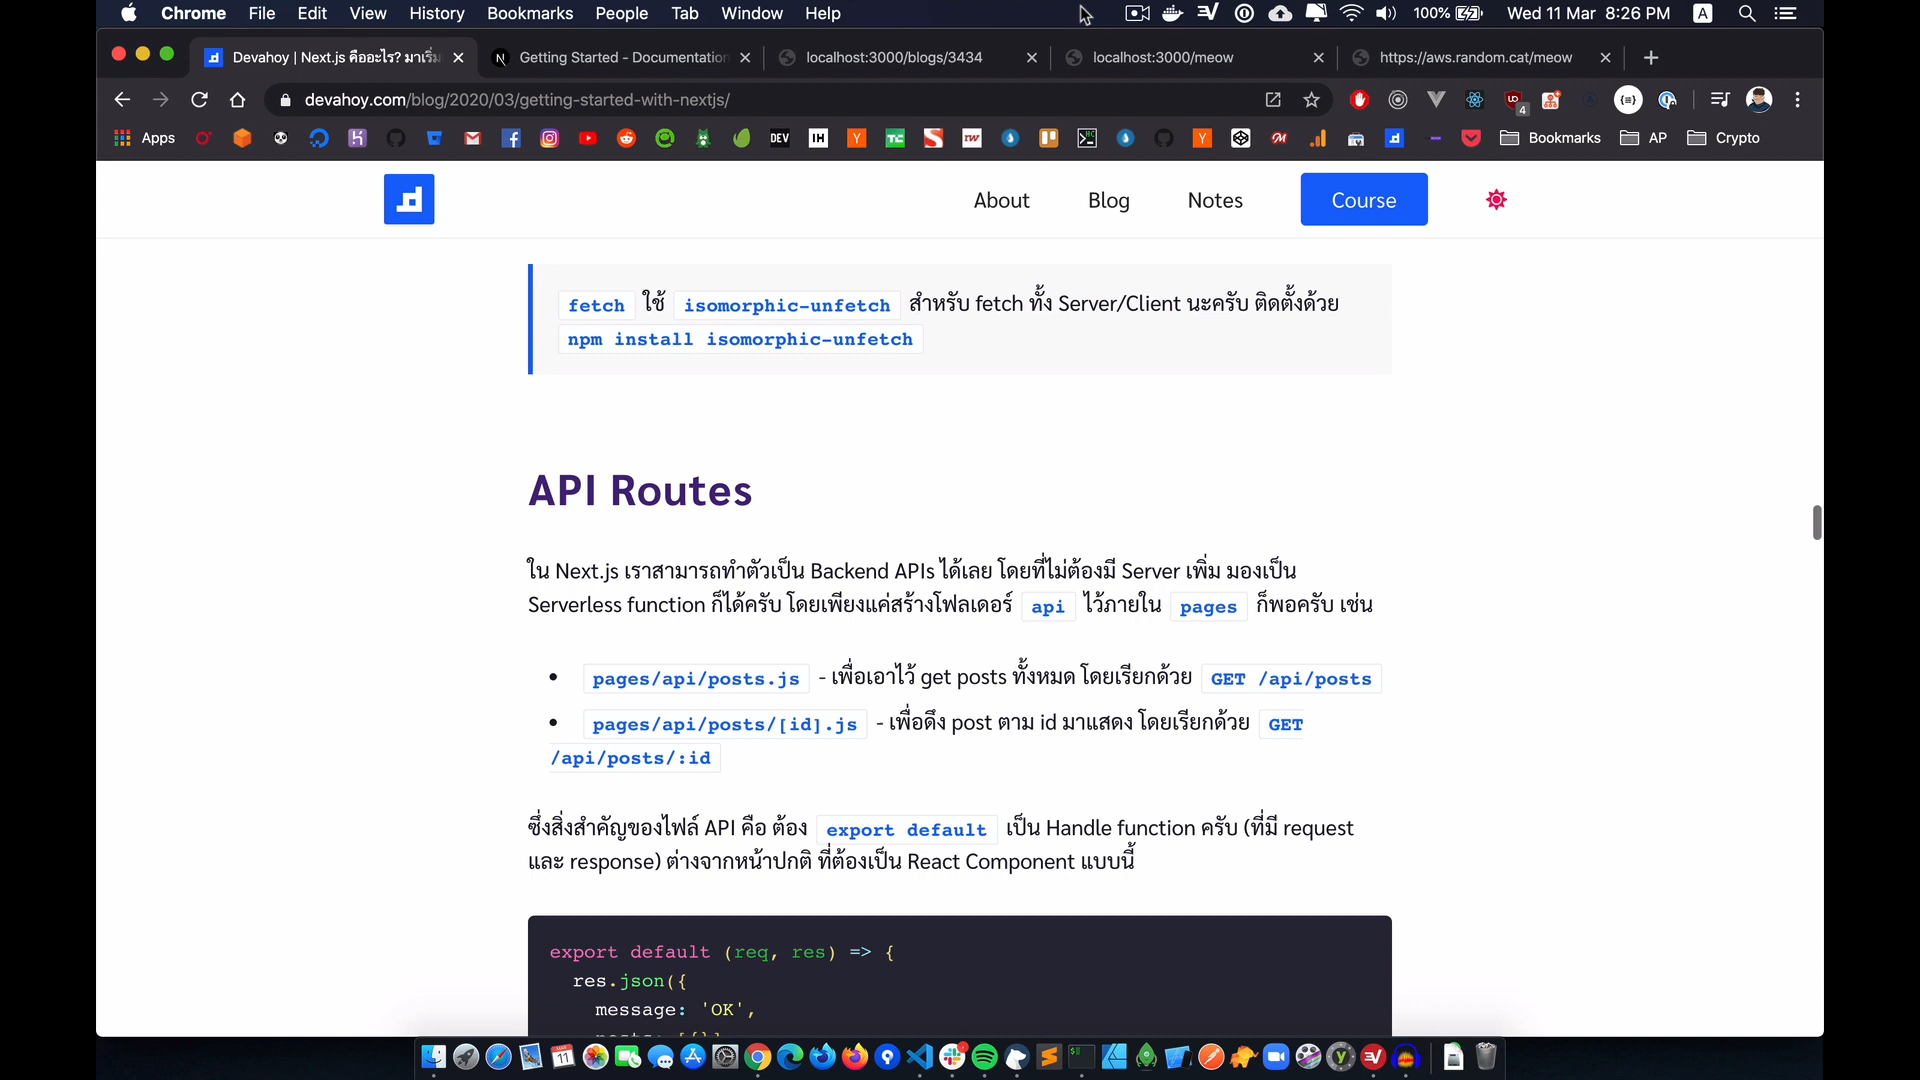 Chrome File Edit View History Bookmarks People Tab Window Help 100% Wed 11 Mar 8:26 PM A
Devahoy | Next.js คืออะไร? มาเริ่ม Getting Started - Documentation localhost:3000/blogs/3434 localhost:3000/meow https://aws.random.cat/meow
devahoy.com/blog/2020/03/getting-started-with-nextjs/
Apps DEV IH Bookmarks AP Crypto
About Blog Notes Course
fetch ใช้ isomorphic-unfetch สำหรับ fetch ทั้ง Server/Client นะครับ ติดตั้งด้วย
npm install isomorphic-unfetch
API Routes
ใน Next.js เราสามารถทำตัวเป็น Backend APIs ได้เลย โดยที่ไม่ต้องมี Server เพิ่ม มองเป็น
Serverless function ก็ได้ครับ โดยเพียงแค่สร้างโฟลเดอร์ api ไว้ภายใน pages ก็พอครับ เช่น
• pages/api/posts.js - เพื่อเอาไว้ get posts ทั้งหมด โดยเรียกด้วย GET /api/posts
• pages/api/posts/[id].js - เพื่อดึง post ตาม id มาแสดง โดยเรียกด้วย GET
/api/posts/:id
ซึ่งสิ่งสำคัญของไฟล์ API คือ ต้อง export default เป็น Handle function ครับ (ที่มี request
และ response) ต่างจากหน้าปกติ ที่ต้องเป็น React Component แบบนี้
export default (req, res) => {
res.json({
message: 'OK',